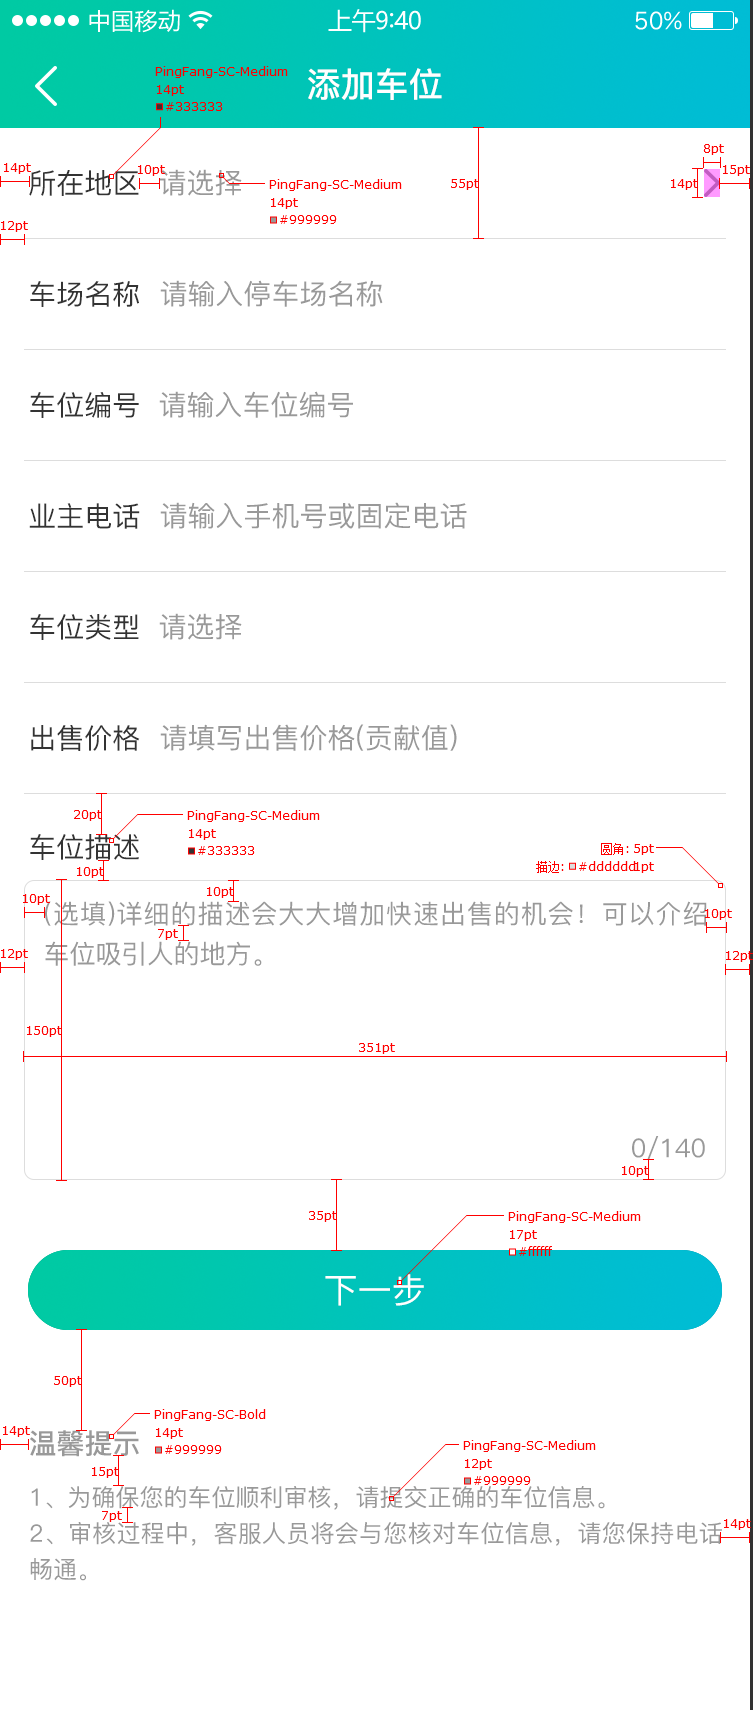 中国移动 上午9:40 50%
添加车位
PingFang-SC-Medium
14pt
#333333
14pt 所在地区 10pt 请选择
PingFang-SC-Medium
14pt
#999999
55pt
8pt
14pt 15pt
12pt
车场名称 请输入停车场名称
车位编号 请输入车位编号
业主电话 请输入手机号或固定电话
车位类型 请选择
出售价格 请填写出售价格(贡献值)
20pt
PingFang-SC-Medium
14pt
#333333
车位描述
10pt
圆角: 5pt
描边: #dddddd1pt
10pt
10pt
(选填)详细的描述会大大增加快速出售的机会！可以介绍
10pt
7pt
车位吸引人的地方。
12pt
12pt
150pt
351pt
0/140
10pt
35pt
PingFang-SC-Medium
17pt
#ffffff
下一步
50pt
PingFang-SC-Bold
14pt
#999999
14pt
温馨提示
15pt
PingFang-SC-Medium
12pt
#999999
1、为确保您的车位顺利审核，请提交正确的车位信息。
7pt
2、审核过程中，客服人员将会与您核对车位信息，请您保持电话
14pt
畅通。